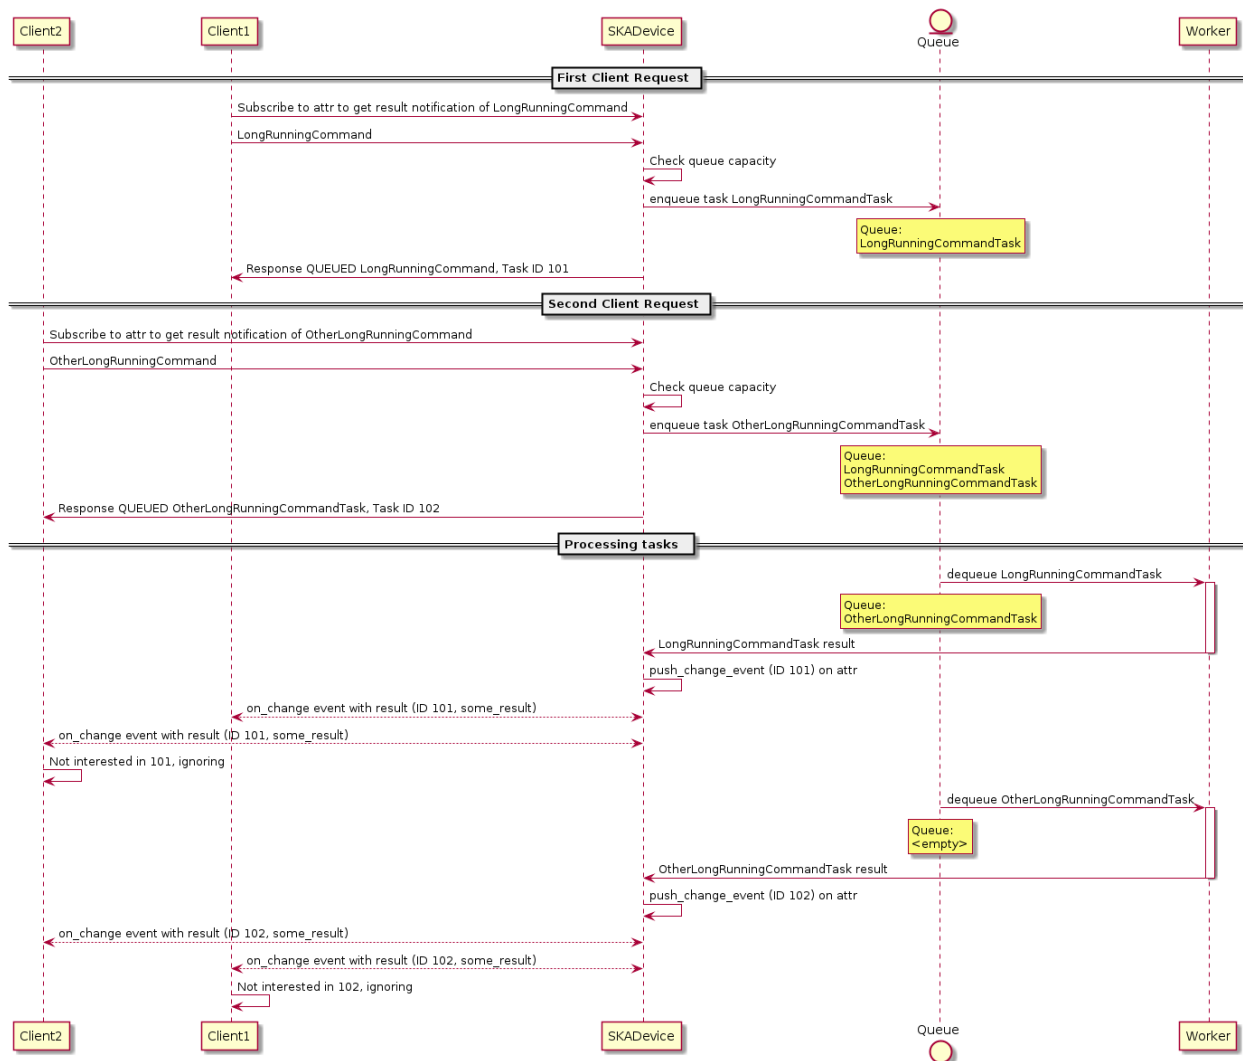 Client2
Client1
SKADevice
Queue
Worker
First Client Request
Subscribe to attr to get result notification of LongRunningCommand
LongRunningCommand
Check queue capacity
enqueue task LongRunningCommandTask
Queue:
LongRunningCommandTask
Response QUEUED LongRunningCommand, Task ID 101
Second Client Request
Subscribe to attr to get result notification of OtherLongRunningCommand
OtherLongRunningCommand
Check queue capacity
enqueue task OtherLongRunningCommandTask
Queue:
LongRunningCommandTask
OtherLongRunningCommandTask
Response QUEUED OtherLongRunningCommandTask, Task ID 102
Processing tasks
dequeue LongRunningCommandTask
Queue:
OtherLongRunningCommandTask
LongRunningCommandTask result
push_change_event (ID 101) on attr
on_change event with result (ID 101, some_result)
on_change event with result (ID 101, some_result)
Not interested in 101, ignoring
dequeue OtherLongRunningCommandTask
Queue:
<empty>
OtherLongRunningCommandTask result
push_change_event (ID 102) on attr
on_change event with result (ID 102, some_result)
on_change event with result (ID 102, some_result)
Not interested in 102, ignoring
Client2
Client1
SKADevice
Queue
Worker